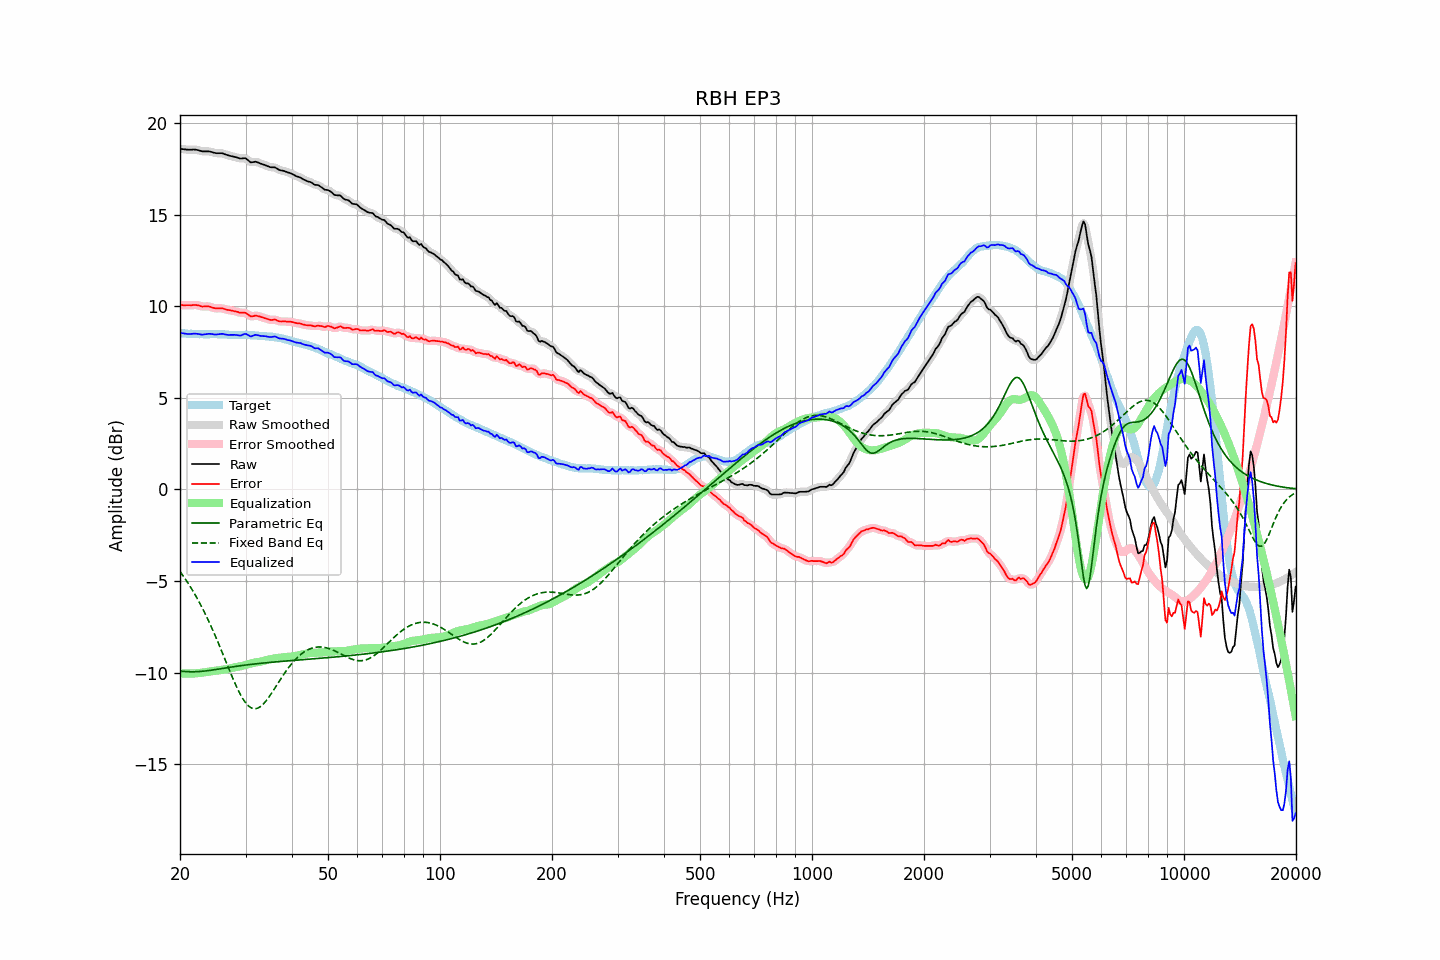 RBH EP3
Amplitude (dBr)
20
15
10
5
0
−5
−10
−15
Target
Raw Smoothed
Error Smoothed
Raw
Error
Equalization
Parametric Eq
Fixed Band Eq
Equalized
20 50 100 200 500 1000 2000 5000 10000 20000
Frequency (Hz)